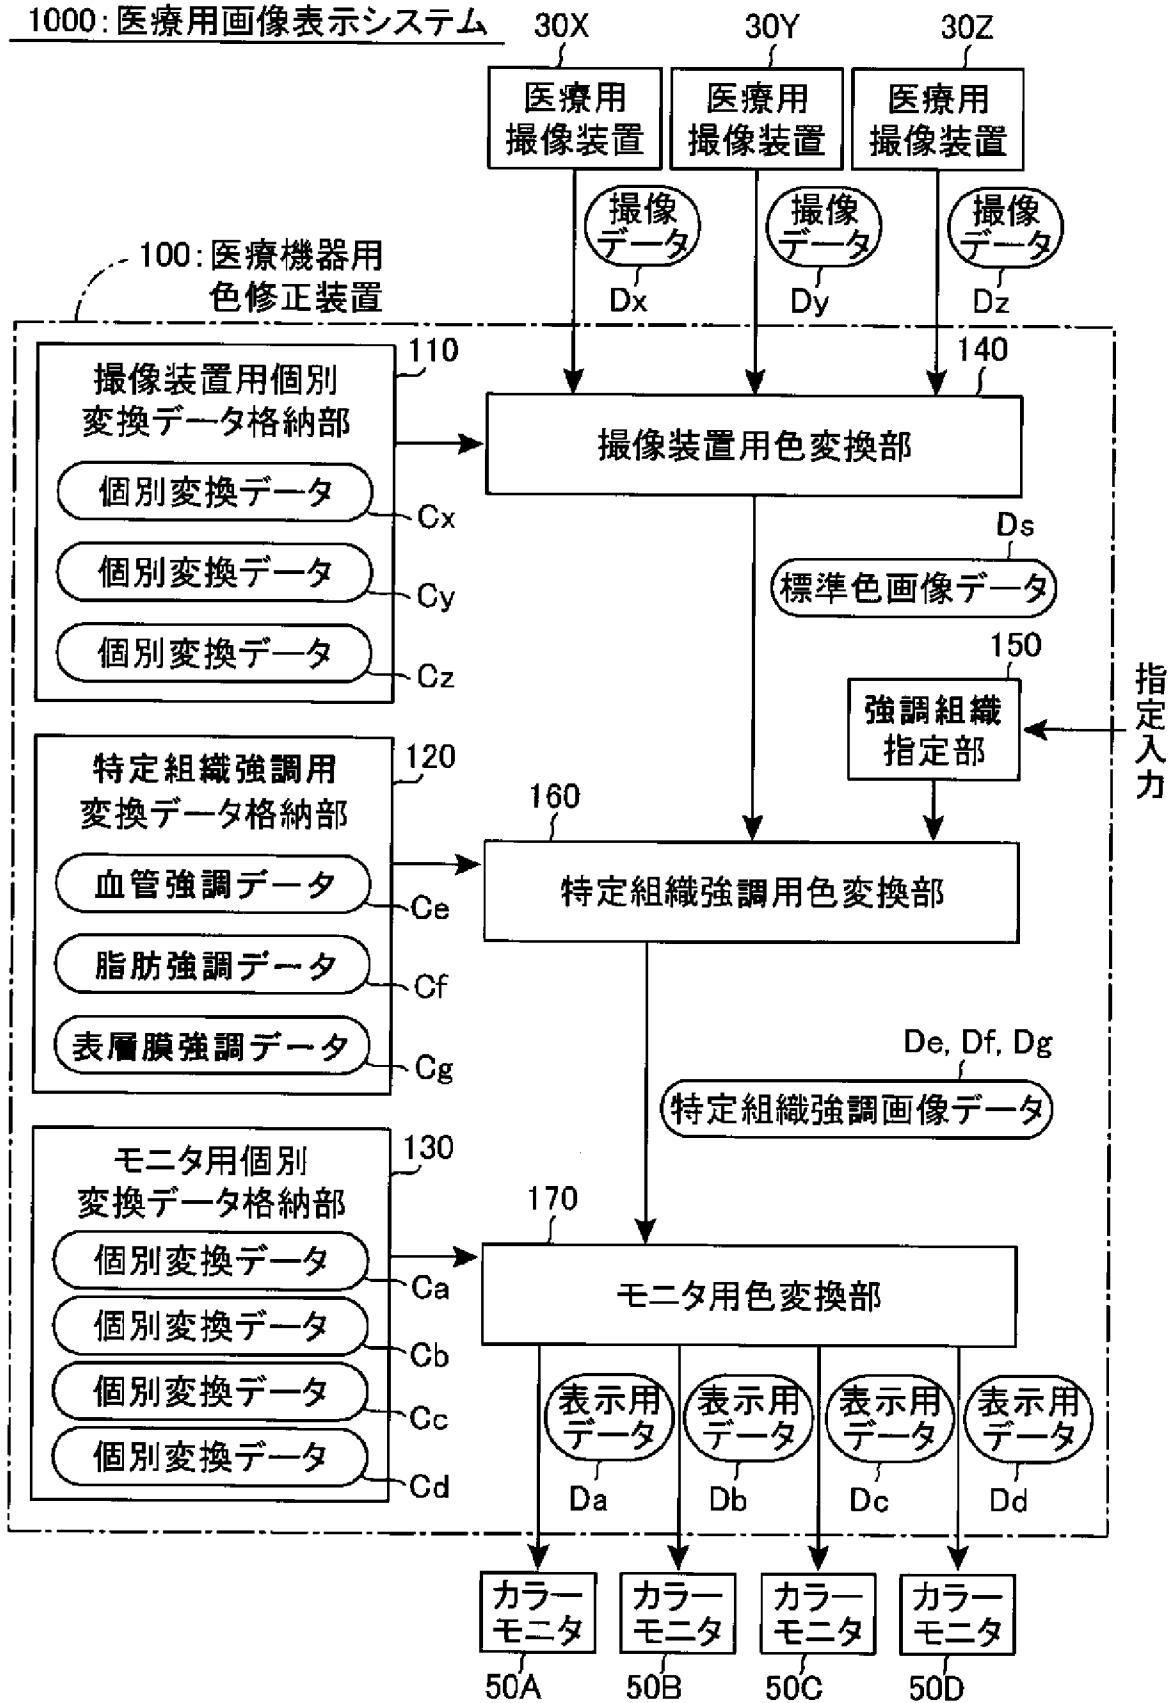 1000:医療用画像表示システム
30X
30Y
30Z
医療用
撮像装置
医療用
撮像装置
医療用
撮像装置
撮像
データ
Dx
撮像
データ
Dy
撮像
データ
Dz
100:医療機器用
色修正装置
110
撮像装置用個別
変換データ格納部
個別変換データ
Cx
個別変換データ
Cy
個別変換データ
Cz
140
撮像装置用色変換部
Ds
標準色画像データ
150
強調組織
指定部
指定入力
120
特定組織強調用
変換データ格納部
血管強調データ
Ce
脂肪強調データ
Cf
表層膜強調データ
Cg
160
特定組織強調用色変換部
De, Df, Dg
特定組織強調画像データ
130
モニタ用個別
変換データ格納部
個別変換データ
Ca
個別変換データ
Cb
個別変換データ
Cc
個別変換データ
Cd
170
モニタ用色変換部
表示用
データ
Da
表示用
データ
Db
表示用
データ
Dc
表示用
データ
Dd
カラー
モニタ
50A
カラー
モニタ
50B
カラー
モニタ
50C
カラー
モニタ
50D